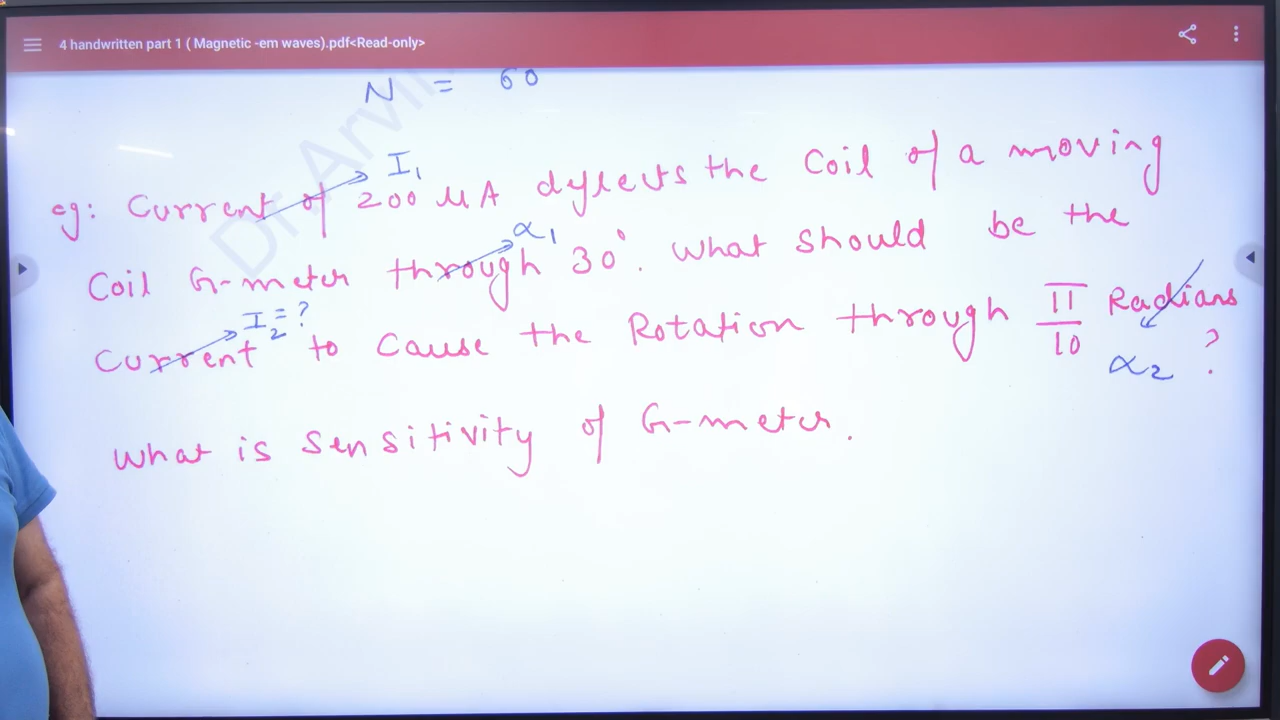 4 handwritten part 1 ( Magnetic -em waves).pdf<Read-only>
N = 60
I₁
eg: Current of 200 μA deflects the Coil of a moving
α₁
Coil G-meter through 30°. What should be the
I₂ = ?
Current to Cause the Rotation through π/10 Radians ?
α₂
What is sensitivity of G-meter.